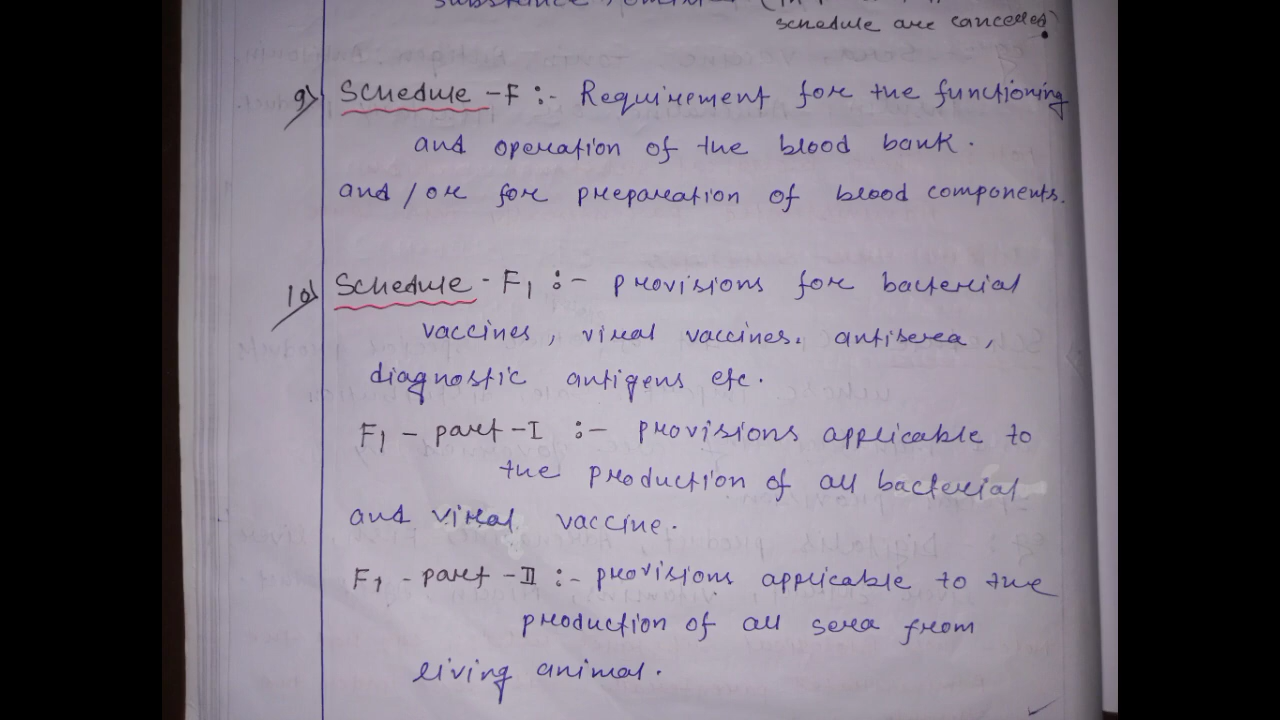 schedule are cancelled)
9) Schedule - F :- Requirement for the functioning
and operation of the blood bank.
and / or for preparation of blood components.
10) Schedule - F1 :- provisions for bacterial
vaccines, viral vaccines. antisera,
diagnostic antigens etc.
F1 - part - I :- provisions applicable to
the production of all bacterial
and viral vaccine.
F1 - part - II :- provisions applicable to the
production of all sera from
living animal.